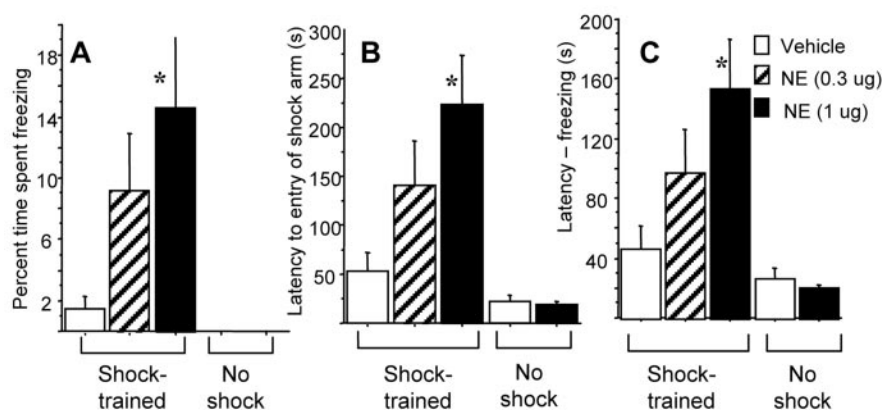 A
Percent time spent freezing
18
14
10
6
2
Shock-
trained
No
shock
B
Latency to entry of shock arm (s)
300
250
200
150
100
50
*
Shock-
trained
No
shock
C
Latency – freezing (s)
200
160
120
80
40
*
Shock-
trained
No
shock
*
Vehicle
NE (0.3 ug)
NE (1 ug)